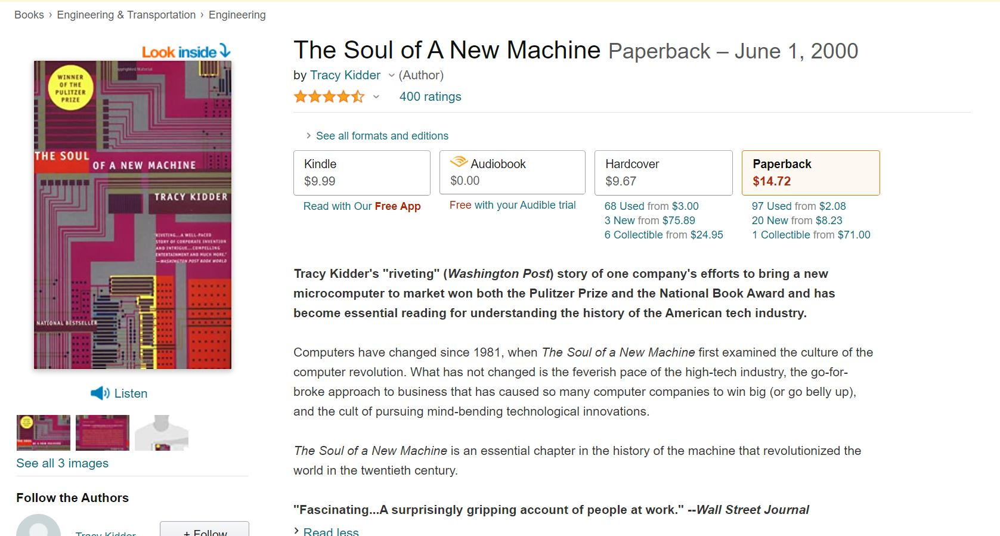 Books › Engineering & Transportation › Engineering
Look inside
WINNER
OF THE
PULITZER
PRIZE
THE SOUL
OF A NEW MACHINE
TRACY KIDDER
"RIVETING...A WELL-PACED
STORY OF CORPORATE INVENTION
AND INTRIGUE...COMPELLING
ENTERTAINMENT AND MUCH MORE."
—WASHINGTON POST BOOK WORLD
NATIONAL BESTSELLER
Listen
See all 3 images
Follow the Authors
Tracy Kidder
+ Follow
The Soul of A New Machine Paperback – June 1, 2000
by Tracy Kidder (Author)
400 ratings
› See all formats and editions
Kindle
$9.99
Read with Our Free App
Audiobook
$0.00
Free with your Audible trial
Hardcover
$9.67
68 Used from $3.00
3 New from $75.89
6 Collectible from $24.95
Paperback
$14.72
97 Used from $2.08
20 New from $8.23
1 Collectible from $71.00
Tracy Kidder's "riveting" (Washington Post) story of one company's efforts to bring a new
microcomputer to market won both the Pulitzer Prize and the National Book Award and has
become essential reading for understanding the history of the American tech industry.
Computers have changed since 1981, when The Soul of a New Machine first examined the culture of the
computer revolution. What has not changed is the feverish pace of the high-tech industry, the go-for-
broke approach to business that has caused so many computer companies to win big (or go belly up),
and the cult of pursuing mind-bending technological innovations.
The Soul of a New Machine is an essential chapter in the history of the machine that revolutionized the
world in the twentieth century.
"Fascinating...A surprisingly gripping account of people at work." --Wall Street Journal
› Read less